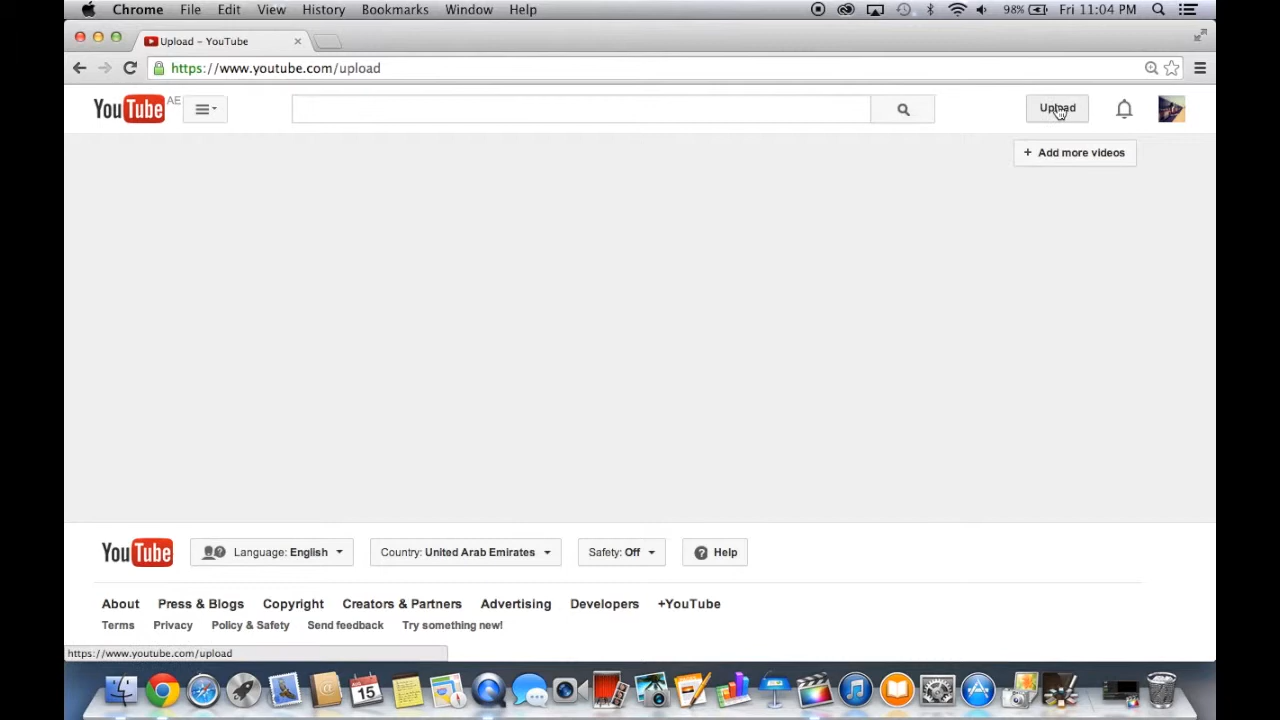 Chrome File Edit View History Bookmarks Window Help 98% Fri 11:04 PM
Upload - YouTube
https://www.youtube.com/upload
YouTube AE Upload
+ Add more videos
YouTube Language: English Country: United Arab Emirates Safety: Off Help
About Press & Blogs Copyright Creators & Partners Advertising Developers +YouTube
Terms Privacy Policy & Safety Send feedback Try something new!
https://www.youtube.com/upload
15